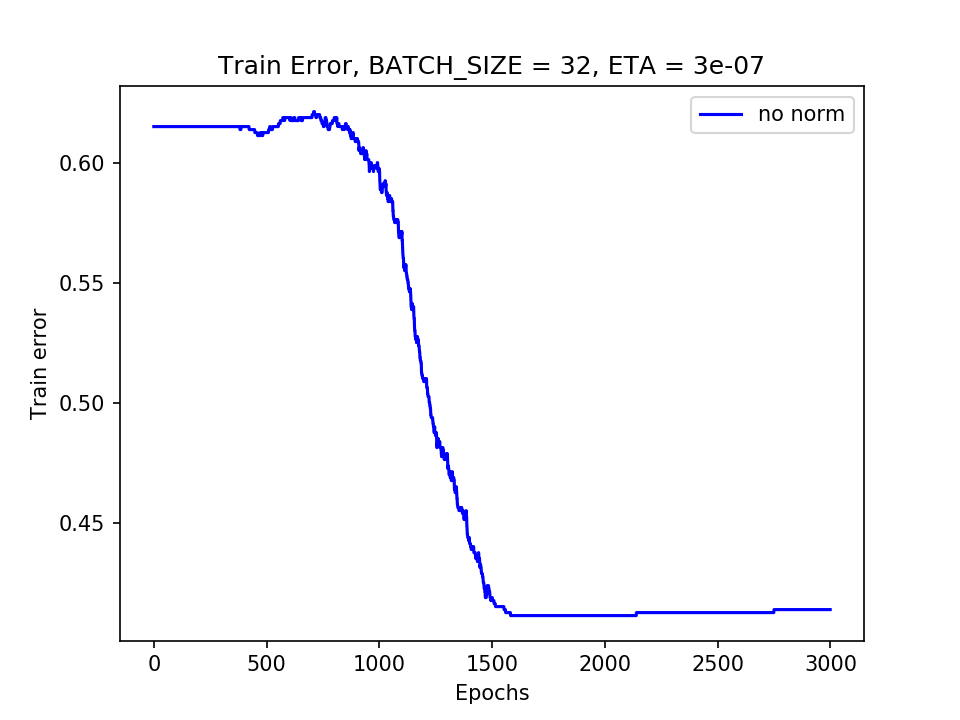 Train Error, BATCH_SIZE = 32, ETA = 3e-07
no norm
0.60
0.55
0.50
0.45
Train error
0 500 1000 1500 2000 2500 3000
Epochs